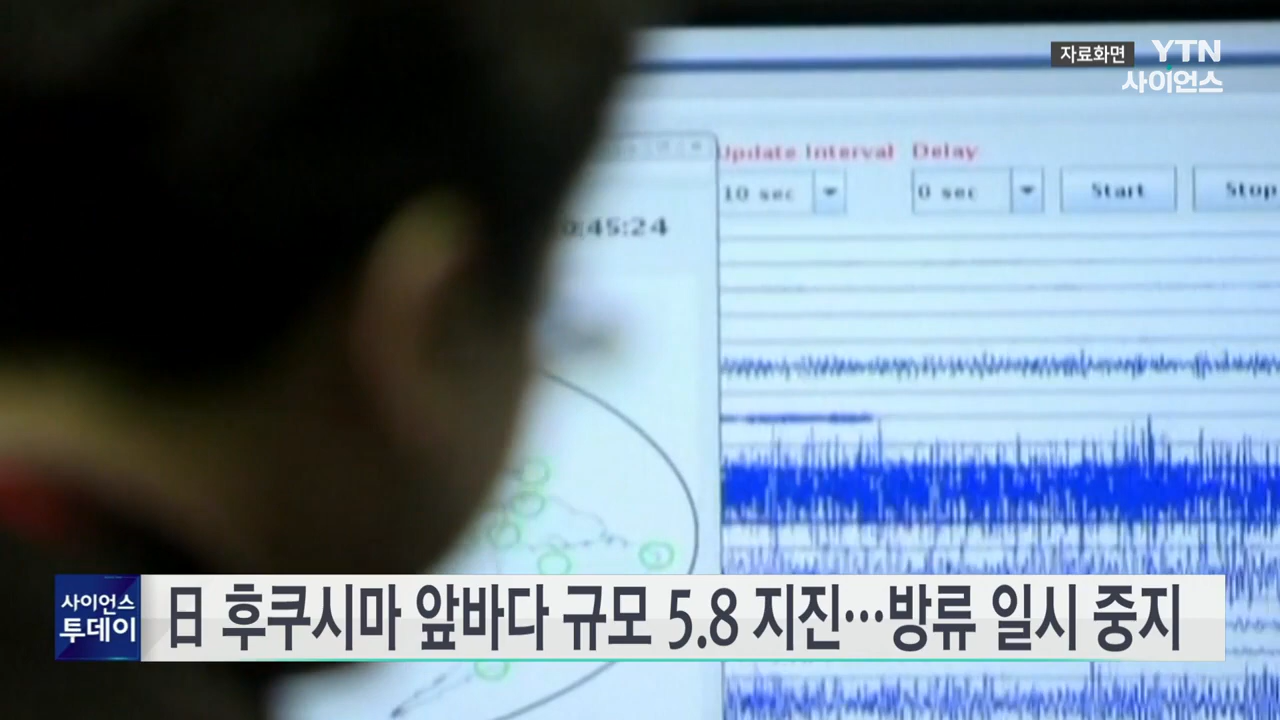 자료화면
YTN
사이언스
Update Interval Delay
10 sec 0 sec Start Stop
:45:24
사이언스
투데이
日 후쿠시마 앞바다 규모 5.8 지진…방류 일시 중지